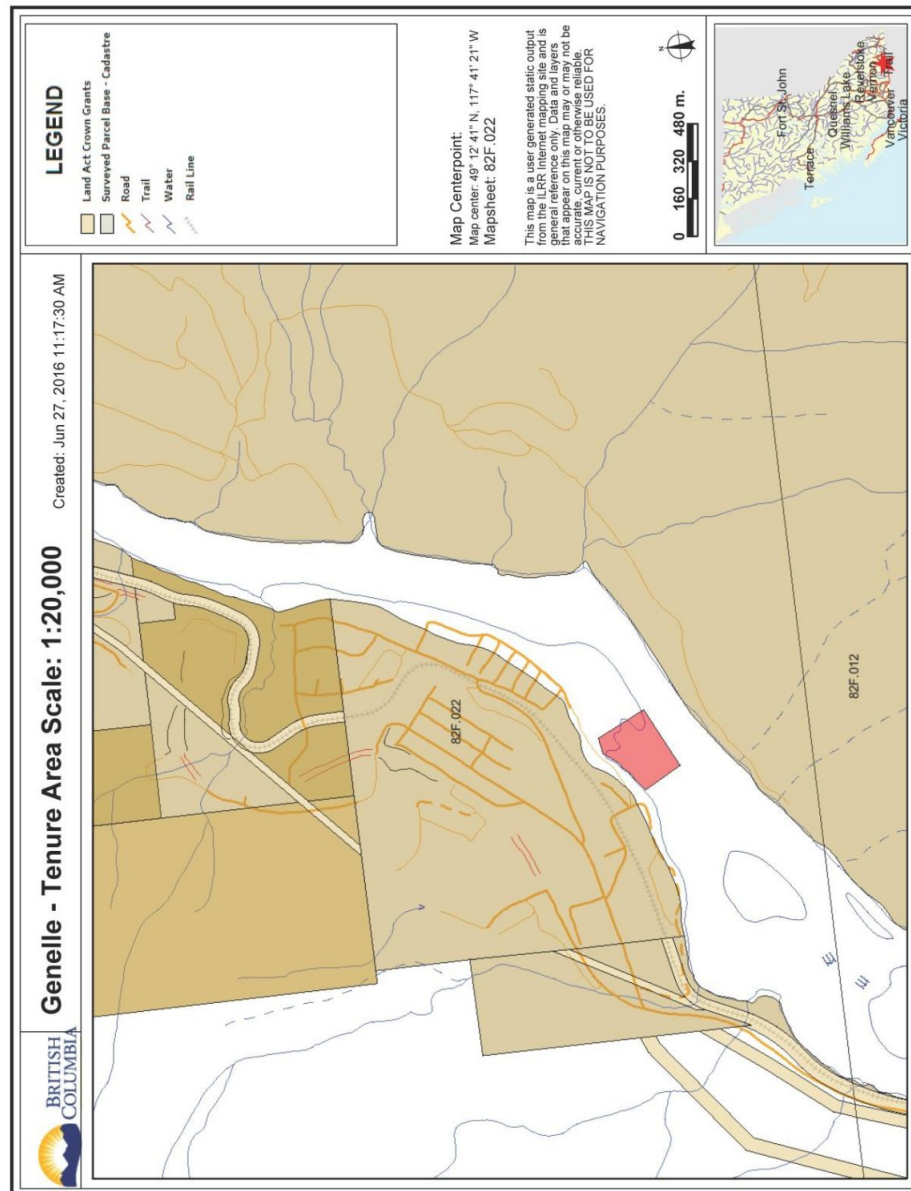 BRITISH
COLUMBIA
Genelle - Tenure Area Scale: 1:20,000
Created: Jun 27, 2016 11:17:30 AM
82F.022
82F.012
LEGEND
Land Act Crown Grants
Surveyed Parcel Base - Cadastre
Road
Trail
Water
Rail Line
Map Centerpoint:
Map center: 49° 12' 41" N, 117° 41' 21" W
Mapsheet: 82F.022
This map is a user generated static output
from the ILRR Internet mapping site and is
general reference only. Data and layers
that appear on this map may or may not be
accurate, current or otherwise reliable.
THIS MAP IS NOT TO BE USED FOR
NAVIGATION PURPOSES.
0 160 320 480 m.
N
Fort St. John
Terrace
Quesnel
Williams Lake
Revelstoke
Vernon
Vancouver Trail
Victoria